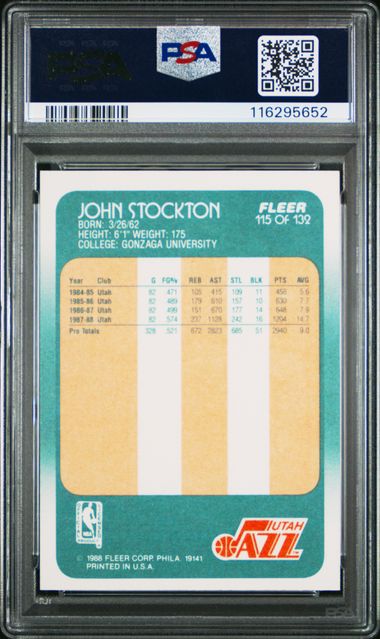 PSA
PSA
116295652
JOHN STOCKTON
BORN: 3/26/62
HEIGHT: 6'1" WEIGHT: 175
COLLEGE: GONZAGA UNIVERSITY
FLEER
115 OF 132
Year Club G FG% REB AST STL BLK PTS AVG
1984-85 Utah 82 .471 105 415 109 11 458 5.6
1985-86 Utah 82 .489 179 610 157 10 630 7.7
1986-87 Utah 82 .499 151 670 177 14 648 7.9
1987-88 Utah 82 .574 237 1128 242 16 1204 14.7
Pro Totals 328 .521 672 2823 685 51 2940 9.0
NBA
UTAH
JAZZ
© 1988 FLEER CORP. PHILA. 19141
PRINTED IN U.S.A.